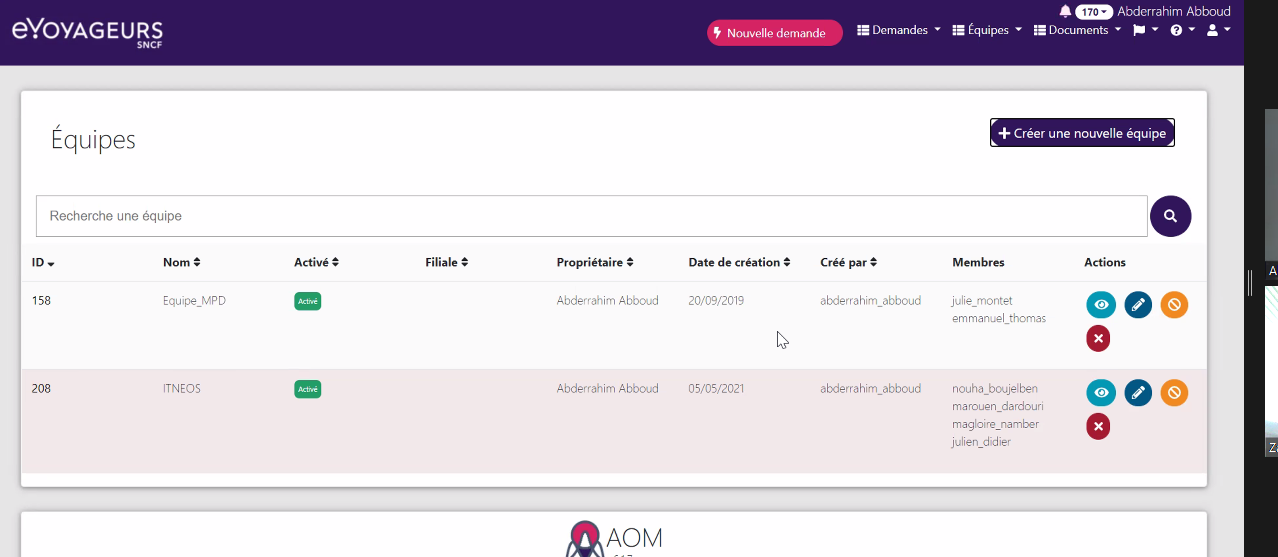 eVOYAGEURS
SNCF
170 Abderrahim Abboud
Nouvelle demande Demandes Équipes Documents
Équipes
Créer une nouvelle équipe
Recherche une équipe
ID Nom Activé Filiale Propriétaire Date de création Créé par Membres Actions
158 Equipe_MPD Activé Abderrahim Abboud 20/09/2019 abderrahim_abboud julie_montet
emmanuel_thomas
208 ITNEOS Activé Abderrahim Abboud 05/05/2021 abderrahim_abboud nouha_boujelben
marouen_dardouri
magloire_namber
julien_didier
AOM
A